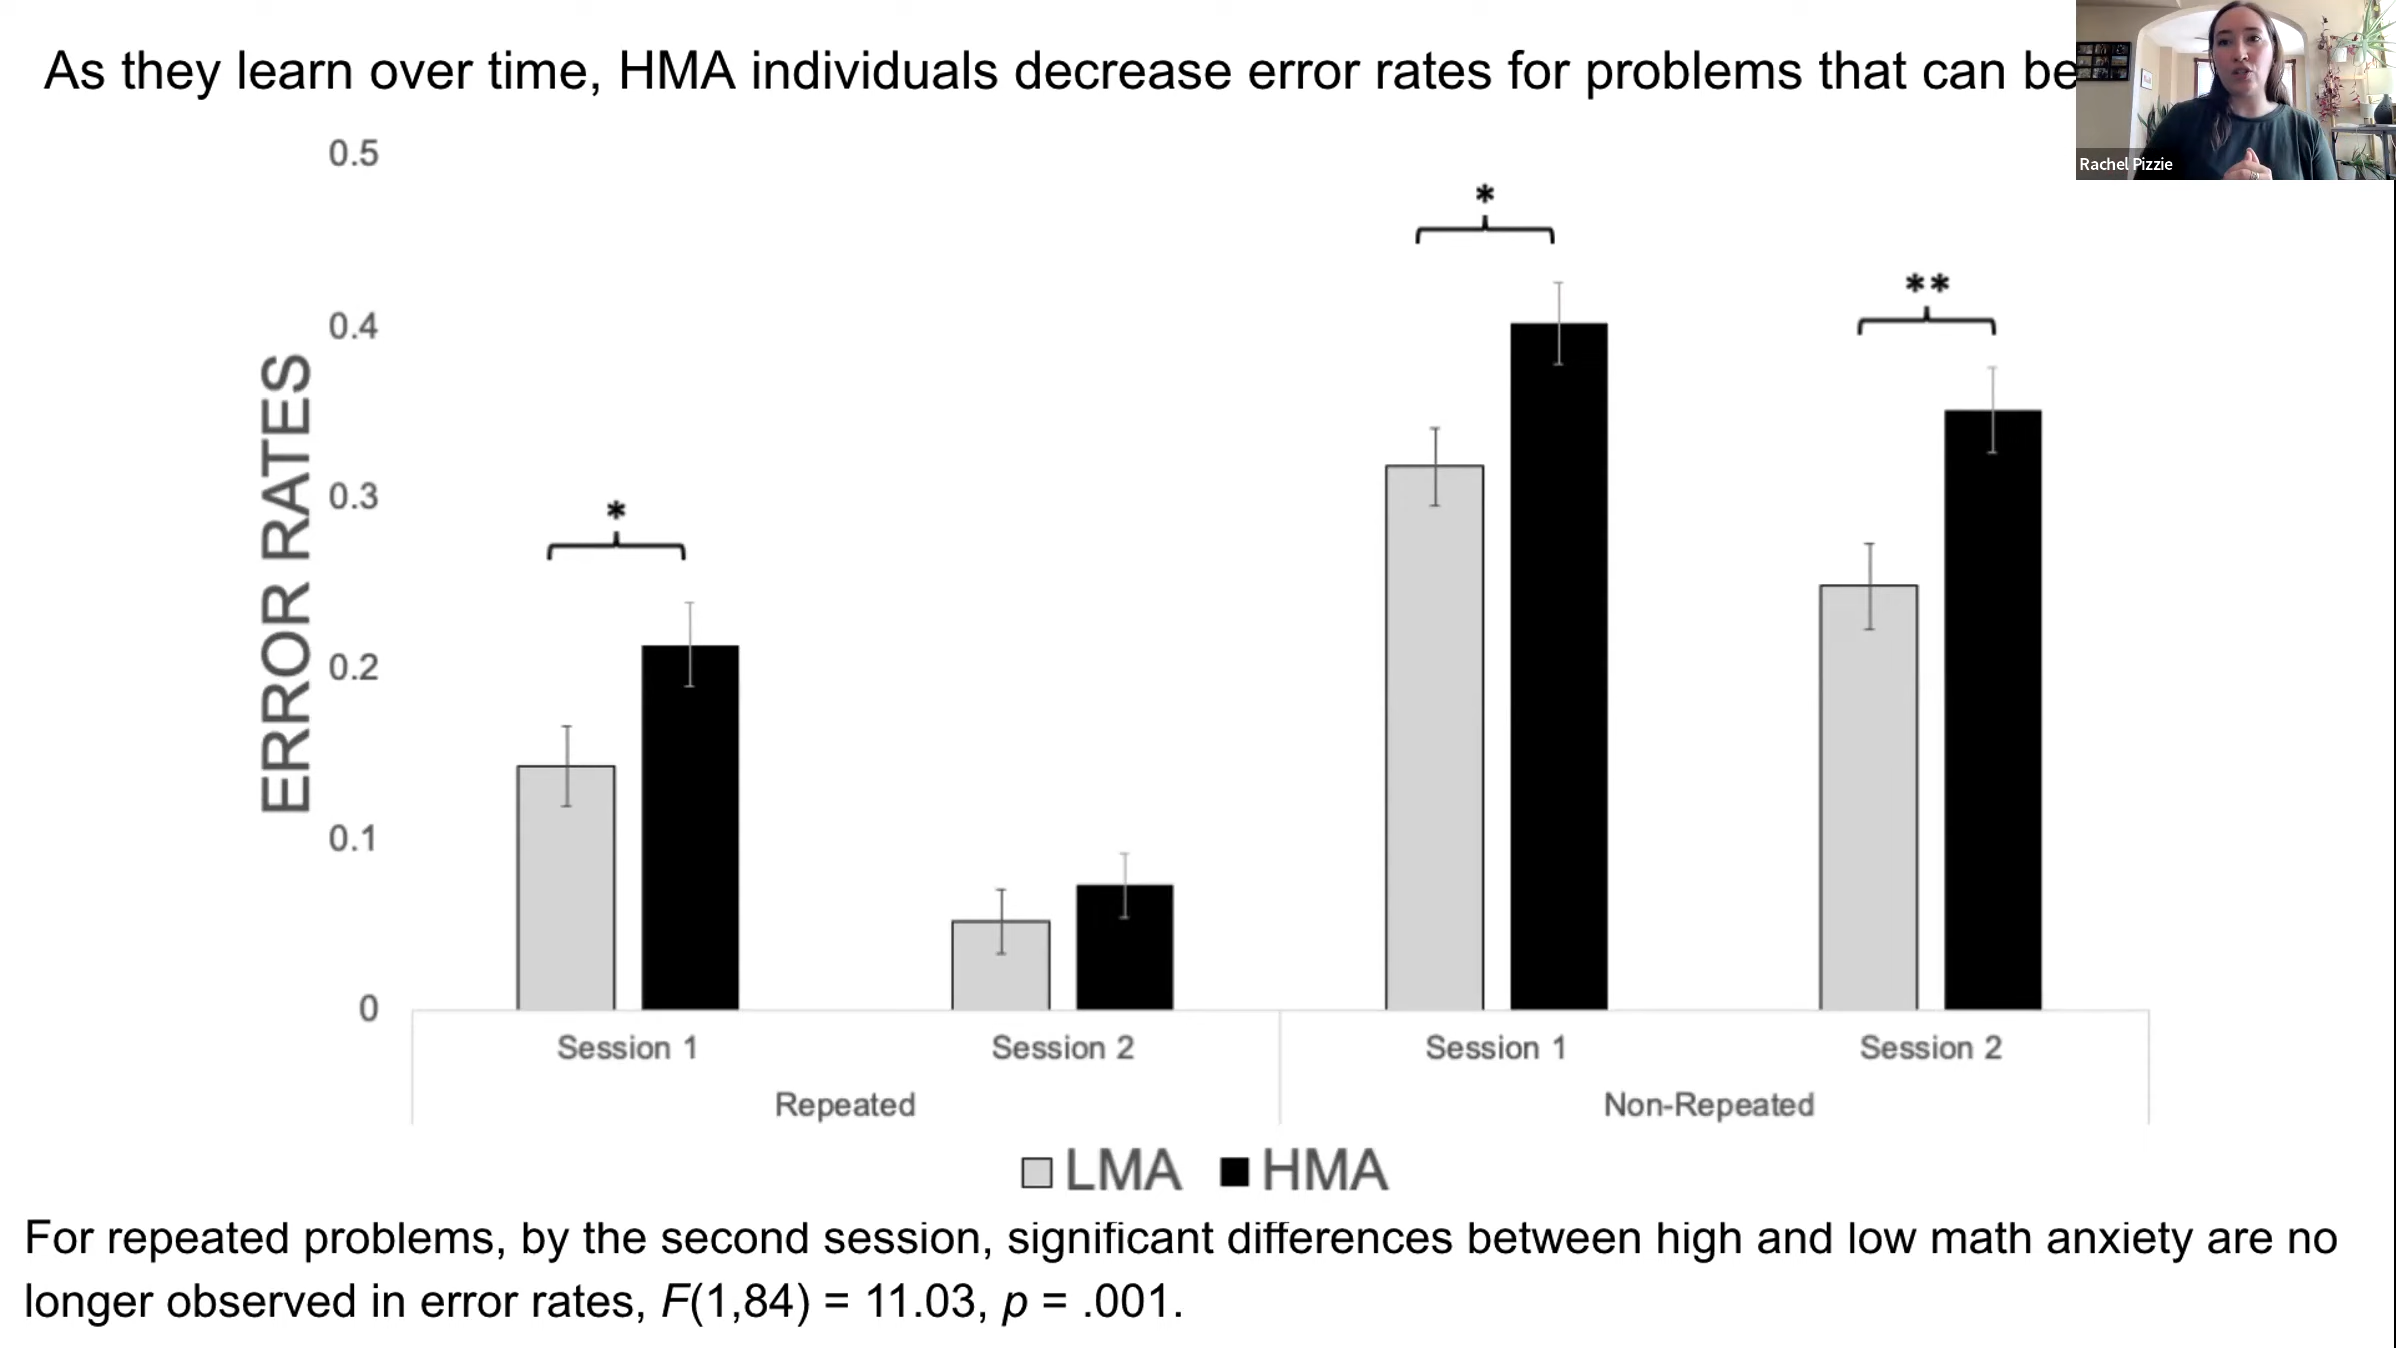 As they learn over time, HMA individuals decrease error rates for problems that can be
Rachel Pizzie
0.5
0.4
0.3
0.2
0.1
0
ERROR RATES
*
*
**
Session 1
Session 2
Session 1
Session 2
Repeated
Non-Repeated
LMA
HMA
For repeated problems, by the second session, significant differences between high and low math anxiety are no
longer observed in error rates, F(1,84) = 11.03, p = .001.